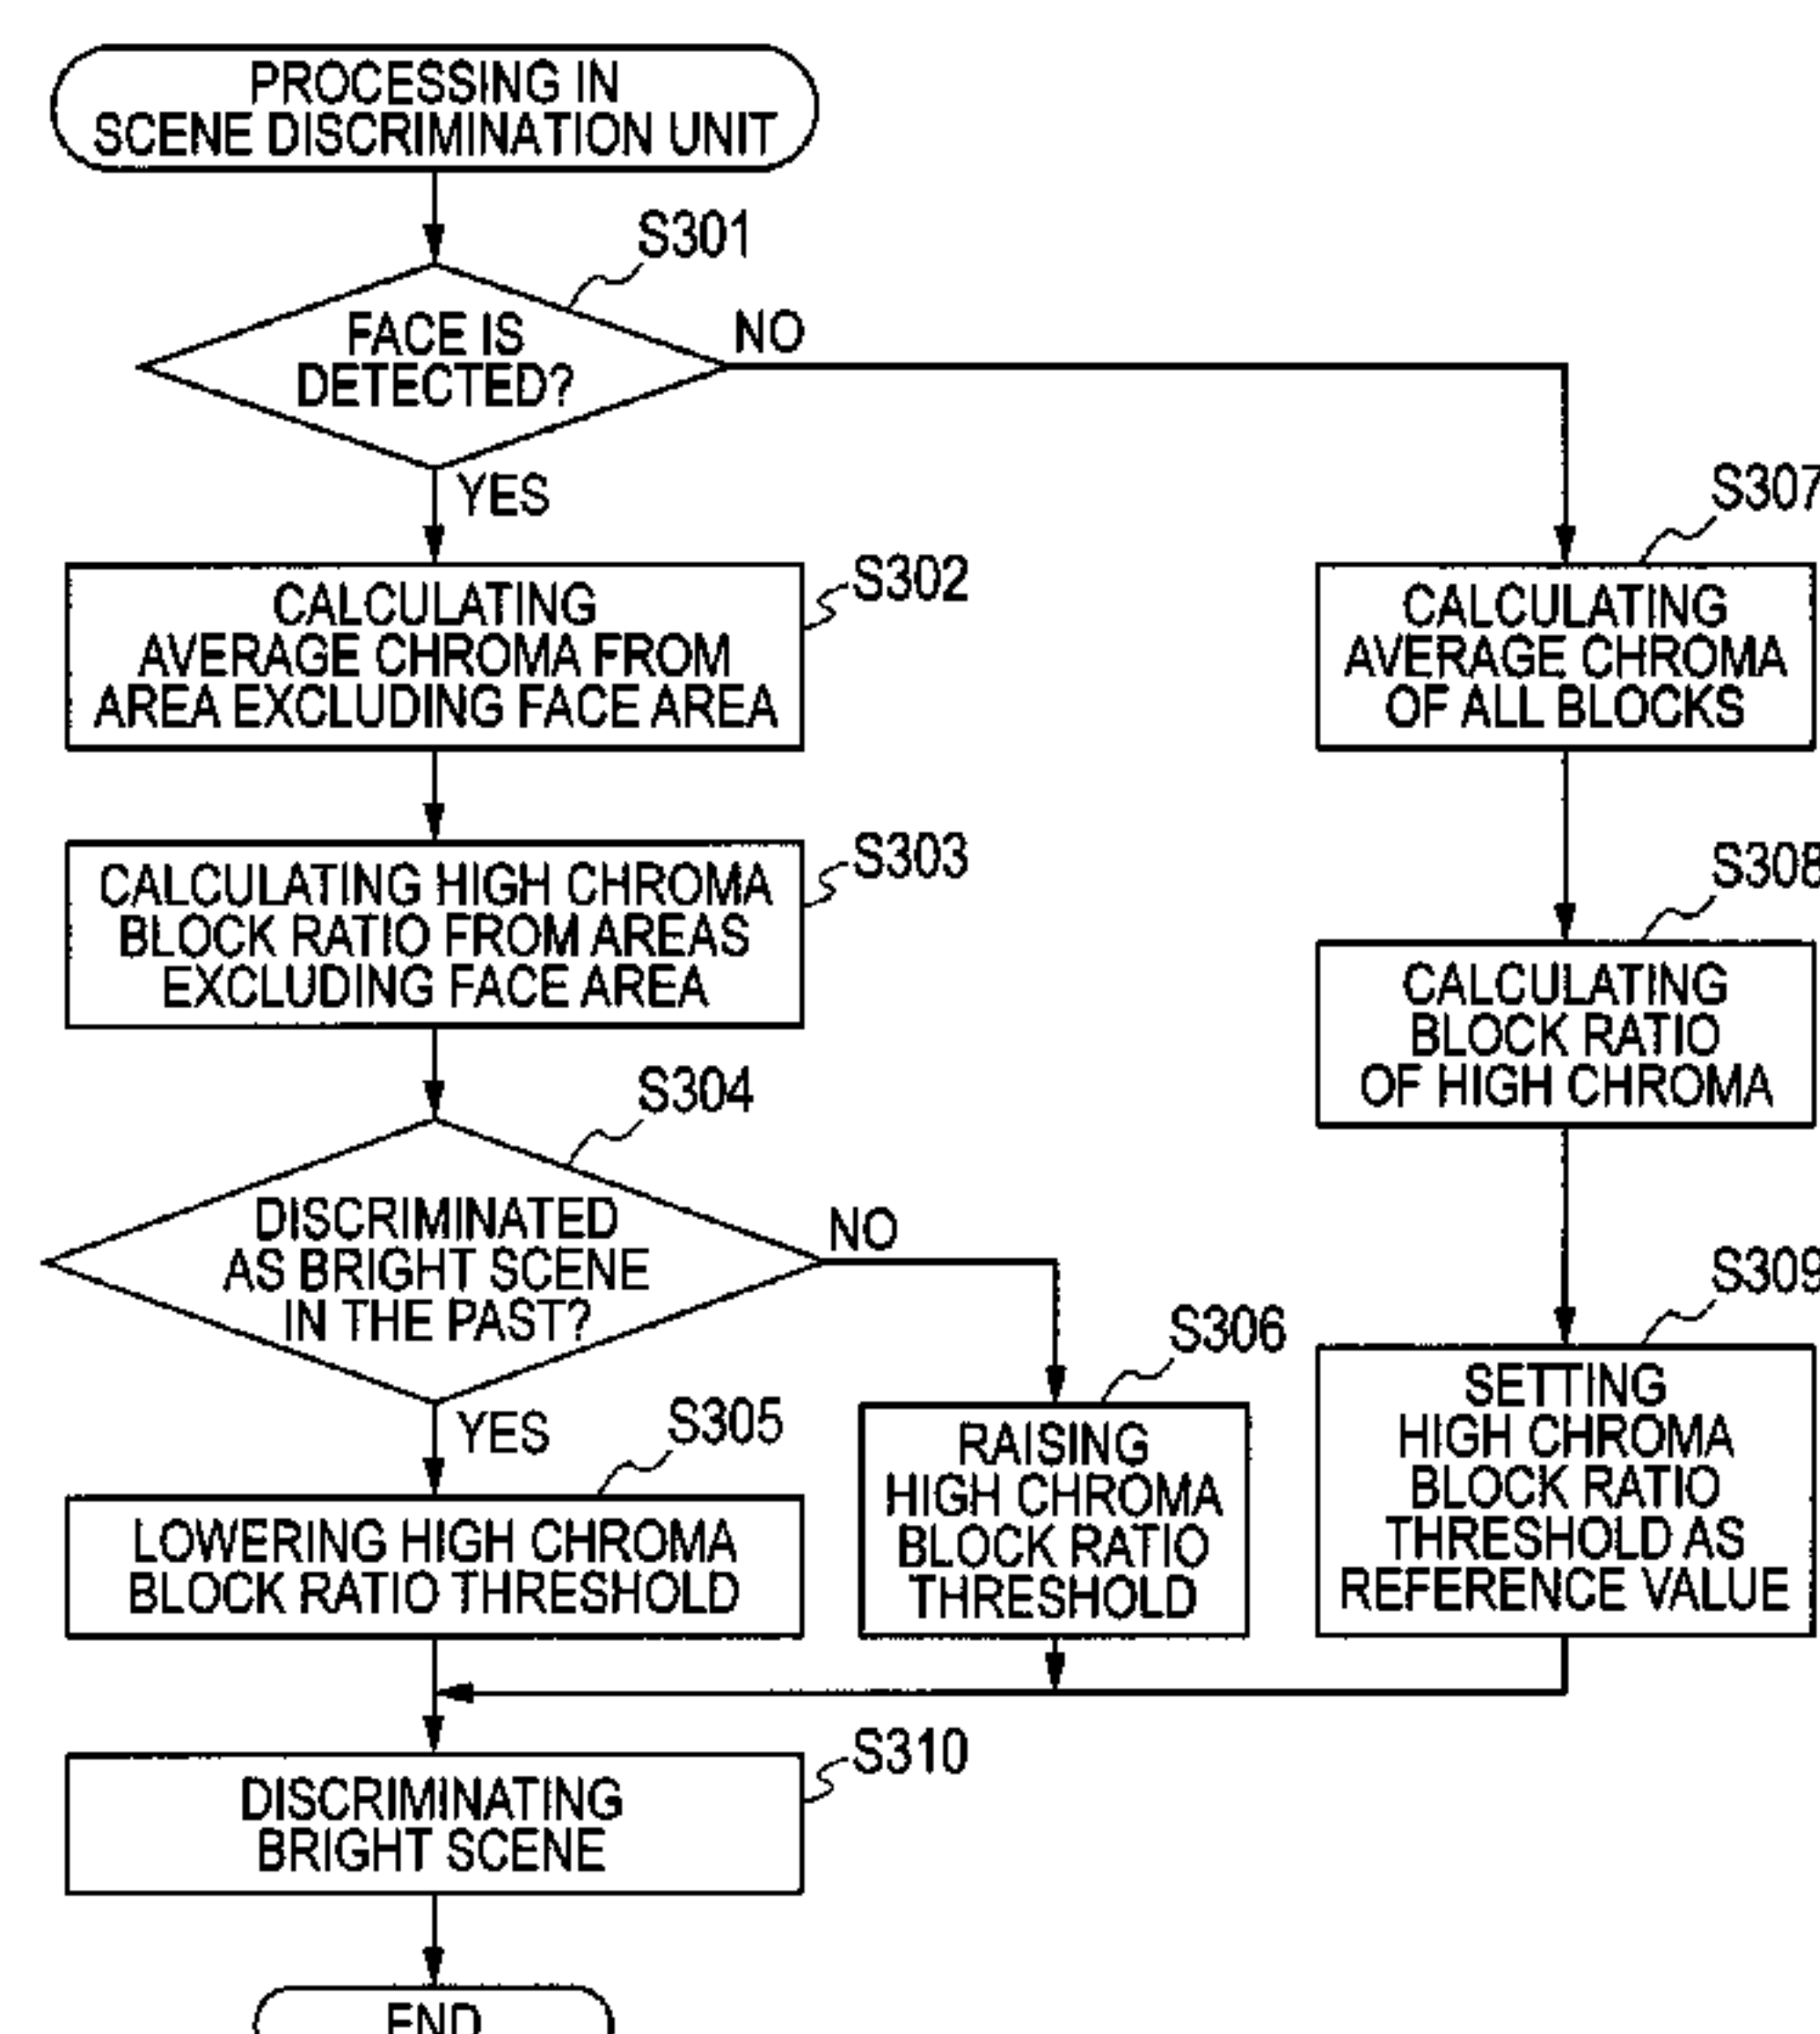 PROCESSING IN
SCENE DISCRIMINATION UNIT
S301
FACE IS
DETECTED?
NO
YES
S302
CALCULATING
AVERAGE CHROMA FROM
AREA EXCLUDING FACE AREA
S303
CALCULATING HIGH CHROMA
BLOCK RATIO FROM AREAS
EXCLUDING FACE AREA
S304
DISCRIMINATED
AS BRIGHT SCENE
IN THE PAST?
NO
YES
S305
LOWERING HIGH CHROMA
BLOCK RATIO THRESHOLD
S306
RAISING
HIGH CHROMA
BLOCK RATIO
THRESHOLD
S307
CALCULATING
AVERAGE CHROMA
OF ALL BLOCKS
S308
CALCULATING
BLOCK RATIO
OF HIGH CHROMA
S309
SETTING
HIGH CHROMA
BLOCK RATIO
THRESHOLD AS
REFERENCE VALUE
S310
DISCRIMINATING
BRIGHT SCENE
END